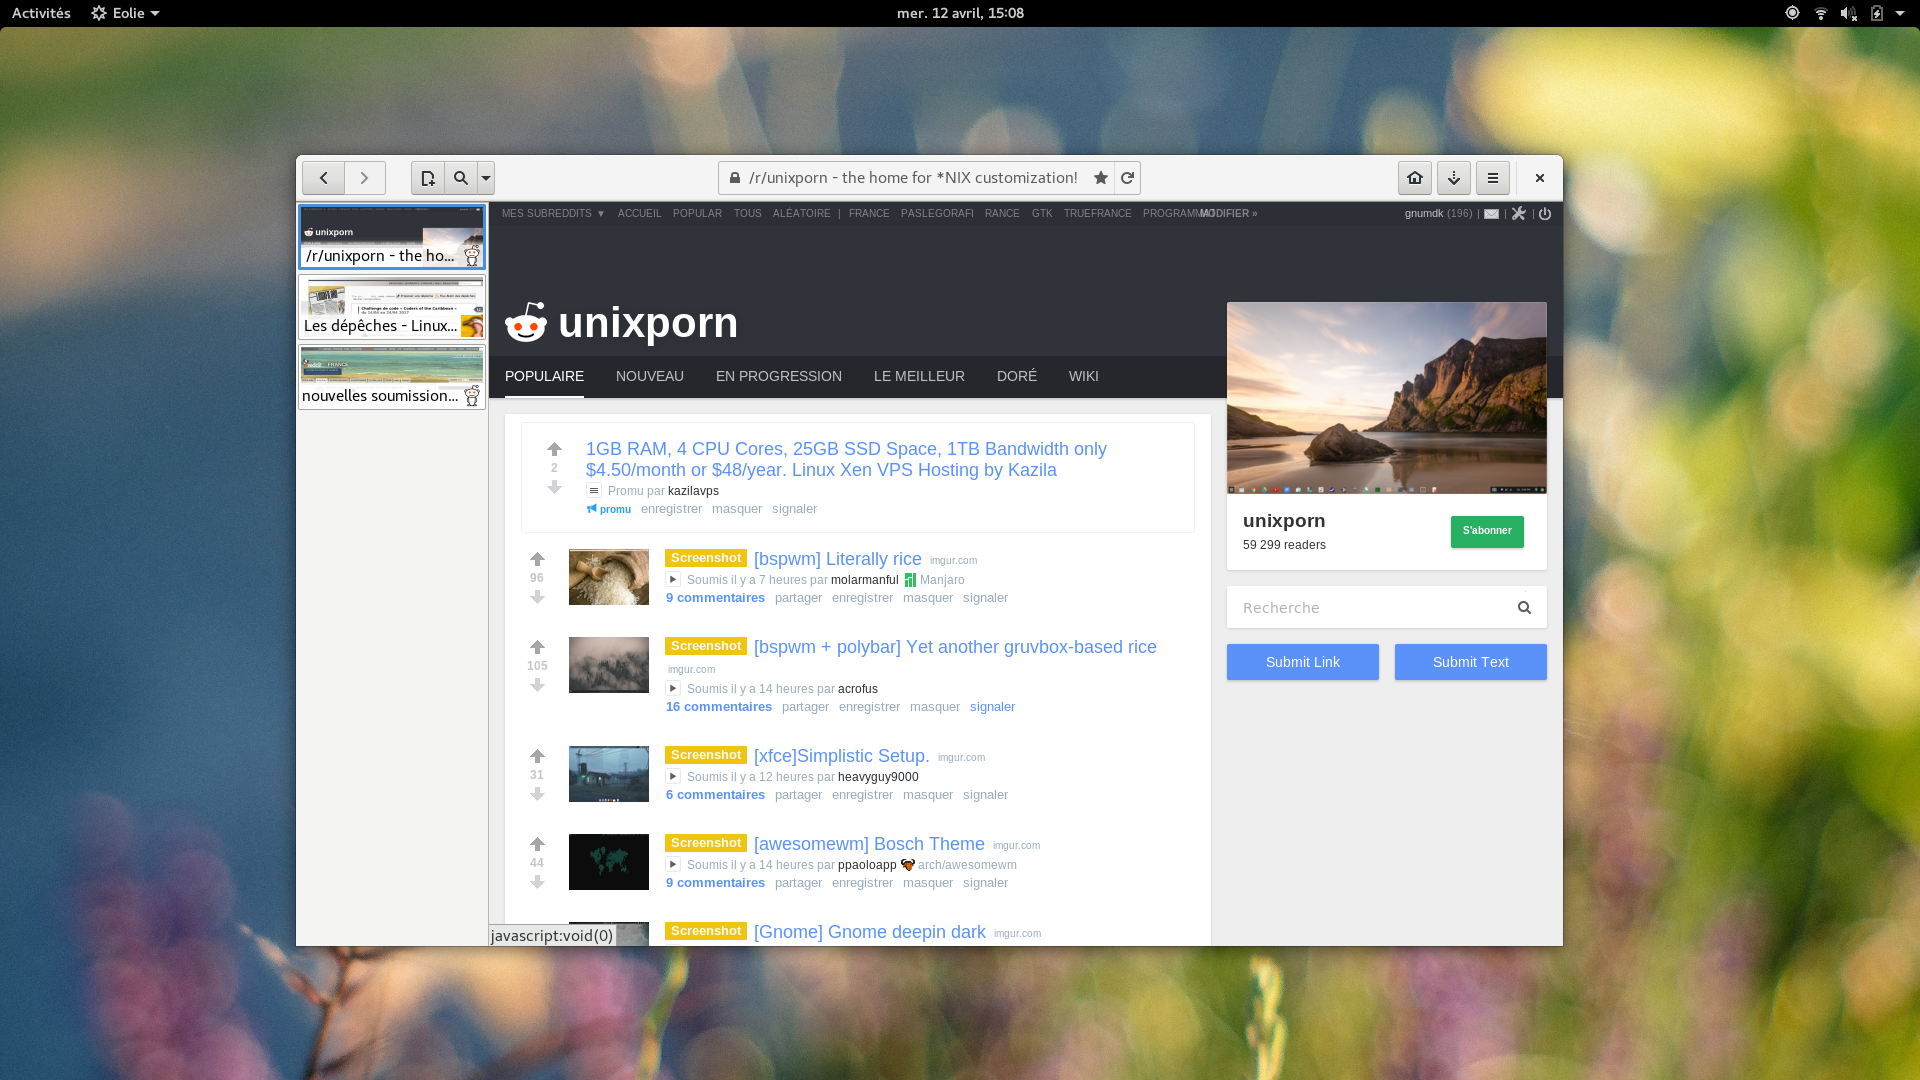 Activités Eolie mer. 12 avril, 15:08
/r/unixporn - the home for *NIX customization!
unixporn
/r/unixporn - the ho...
Les dépêches - Linux...
nouvelles soumission...
MES SUBREDDITS ▼ ACCUEIL POPULAR TOUS ALÉATOIRE | FRANCE PASLEGORAFI RANCE GTK TRUEFRANCE MODIFIER »
gnumdk (196) | | |
unixporn
POPULAIRE NOUVEAU EN PROGRESSION LE MEILLEUR DORÉ WIKI
1GB RAM, 4 CPU Cores, 25GB SSD Space, 1TB Bandwidth only
2
$4.50/month or $48/year. Linux Xen VPS Hosting by Kazila
Promu par kazilavps
promu enregistrer masquer signaler
Screenshot [bspwm] Literally rice imgur.com
96
Soumis il y a 7 heures par molarmanful Manjaro
9 commentaires partager enregistrer masquer signaler
Screenshot [bspwm + polybar] Yet another gruvbox-based rice
105
imgur.com
Soumis il y a 14 heures par acrofus
16 commentaires partager enregistrer masquer signaler
Screenshot [xfce]Simplistic Setup. imgur.com
31
Soumis il y a 12 heures par heavyguy9000
6 commentaires partager enregistrer masquer signaler
Screenshot [awesomewm] Bosch Theme imgur.com
44
Soumis il y a 14 heures par ppaoloapp arch/awesomewm
9 commentaires partager enregistrer masquer signaler
Screenshot [Gnome] Gnome deepin dark imgur.com
javascript:void(0)
unixporn
59 299 readers
S'abonner
Recherche
Submit Link Submit Text